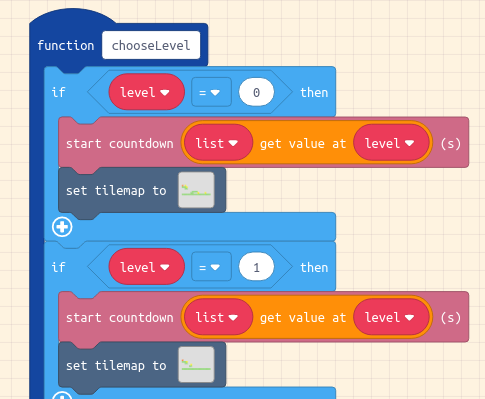 function chooseLevel
if level = 0 then
start countdown list get value at level (s)
set tilemap to
if level = 1 then
start countdown list get value at level (s)
set tilemap to